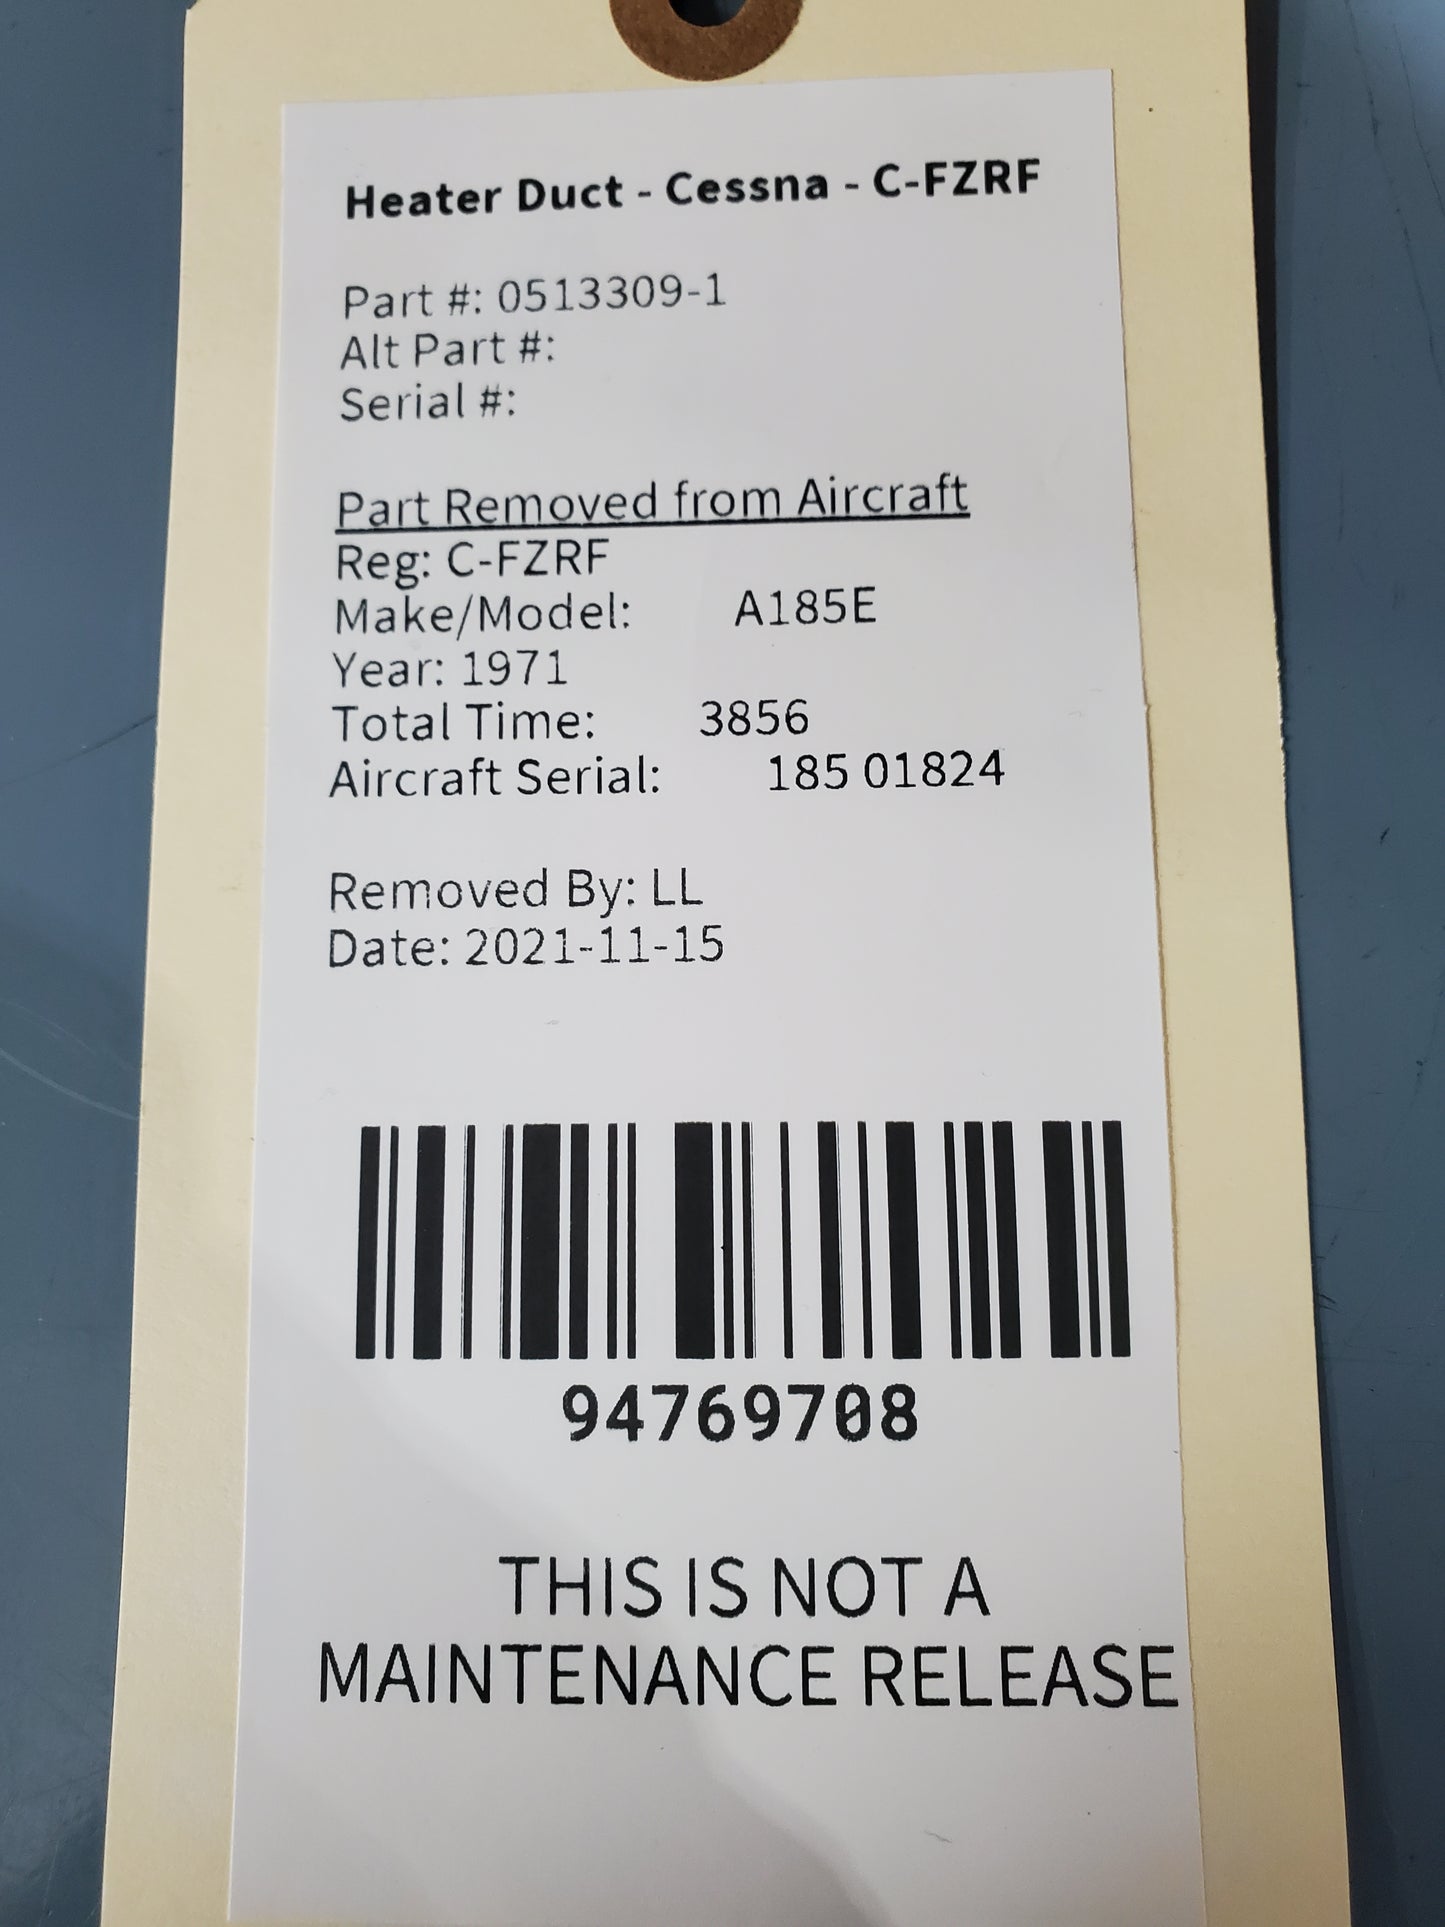 Heater Duct - Cessna - C-FZRF
Part #: 0513309-1
Alt Part #:
Serial #:
Part Removed from Aircraft
Reg: C-FZRF
Make/Model: A185E
Year: 1971
Total Time: 3856
Aircraft Serial: 185 01824
Removed By: LL
Date: 2021-11-15
94769708
THIS IS NOT A
MAINTENANCE RELEASE